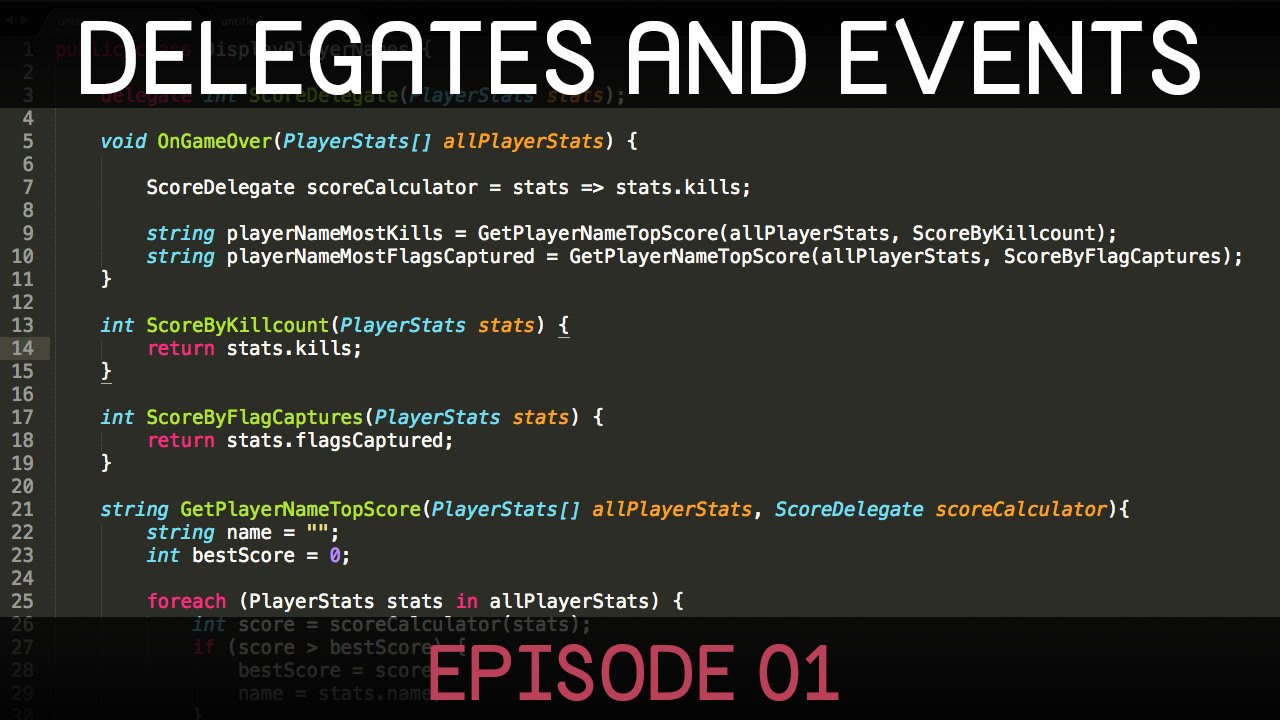 DELEGATES AND EVENTS
1 public class DisplayPlayerNames {
2
3 delegate int ScoreDelegate(PlayerStats stats);
4
5 void OnGameOver(PlayerStats[] allPlayerStats) {
6
7 ScoreDelegate scoreCalculator = stats => stats.kills;
8
9 string playerNameMostKills = GetPlayerNameTopScore(allPlayerStats, ScoreByKillcount);
10 string playerNameMostFlagsCaptured = GetPlayerNameTopScore(allPlayerStats, ScoreByFlagCaptures);
11 }
12
13 int ScoreByKillcount(PlayerStats stats) {
14 return stats.kills;
15 }
16
17 int ScoreByFlagCaptures(PlayerStats stats) {
18 return stats.flagsCaptured;
19 }
20
21 string GetPlayerNameTopScore(PlayerStats[] allPlayerStats, ScoreDelegate scoreCalculator){
22 string name = "";
23 int bestScore = 0;
24
25 foreach (PlayerStats stats in allPlayerStats) {
26 int score = scoreCalculator(stats);
27 if (score > bestScore) {
28 bestScore = score
29 name = stats.name
30 }
EPISODE 01